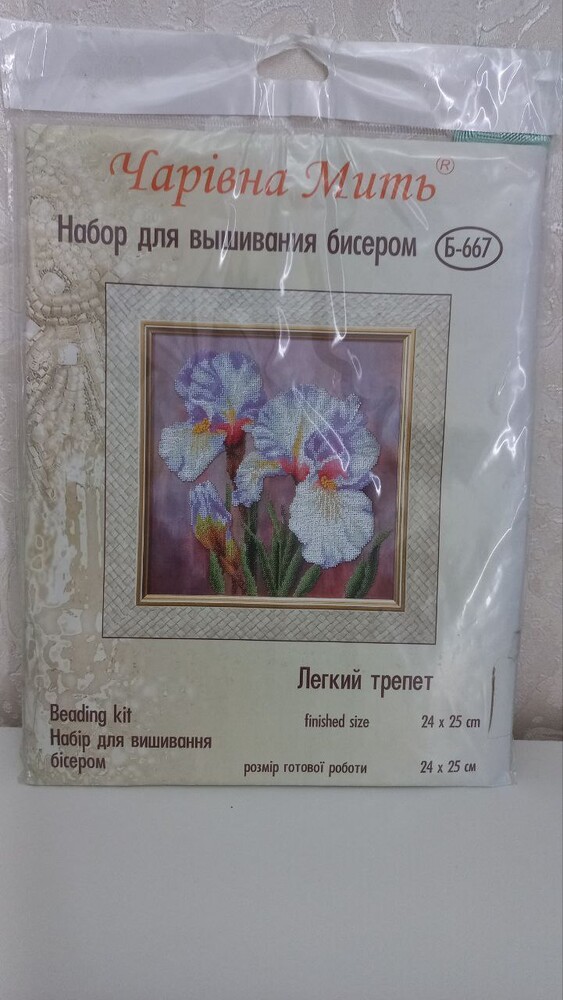 Чарівна Мить®
Набор для вышивания бисером Б-667
Легкий трепет
Beading kit
finished size 24 x 25 cm
Набір для вишивання
бісером
розмір готової роботи 24 x 25 см